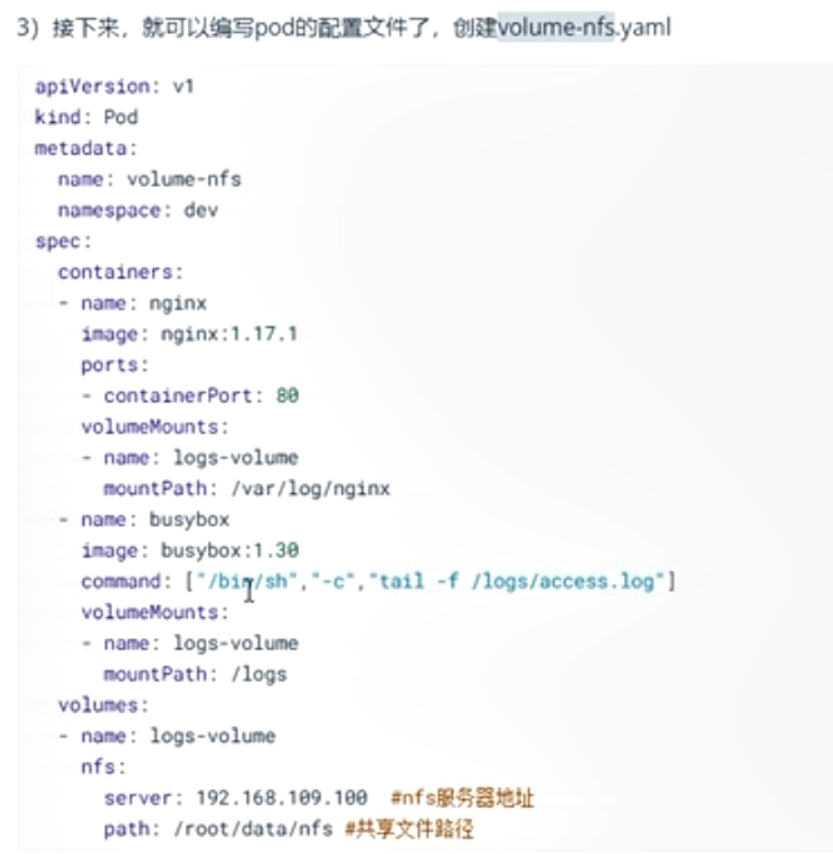 3）接下来，就可以编写pod的配置文件了，创建volume-nfs.yaml
apiVersion: v1
kind: Pod
metadata:
  name: volume-nfs
  namespace: dev
spec:
  containers:
  - name: nginx
    image: nginx:1.17.1
    ports:
    - containerPort: 80
    volumeMounts:
    - name: logs-volume
      mountPath: /var/log/nginx
  - name: busybox
    image: busybox:1.30
    command: ["/bin/sh","-c","tail -f /logs/access.log"]
    volumeMounts:
    - name: logs-volume
      mountPath: /logs
  volumes:
  - name: logs-volume
    nfs:
      server: 192.168.109.100  #nfs服务器地址
      path: /root/data/nfs #共享文件路径